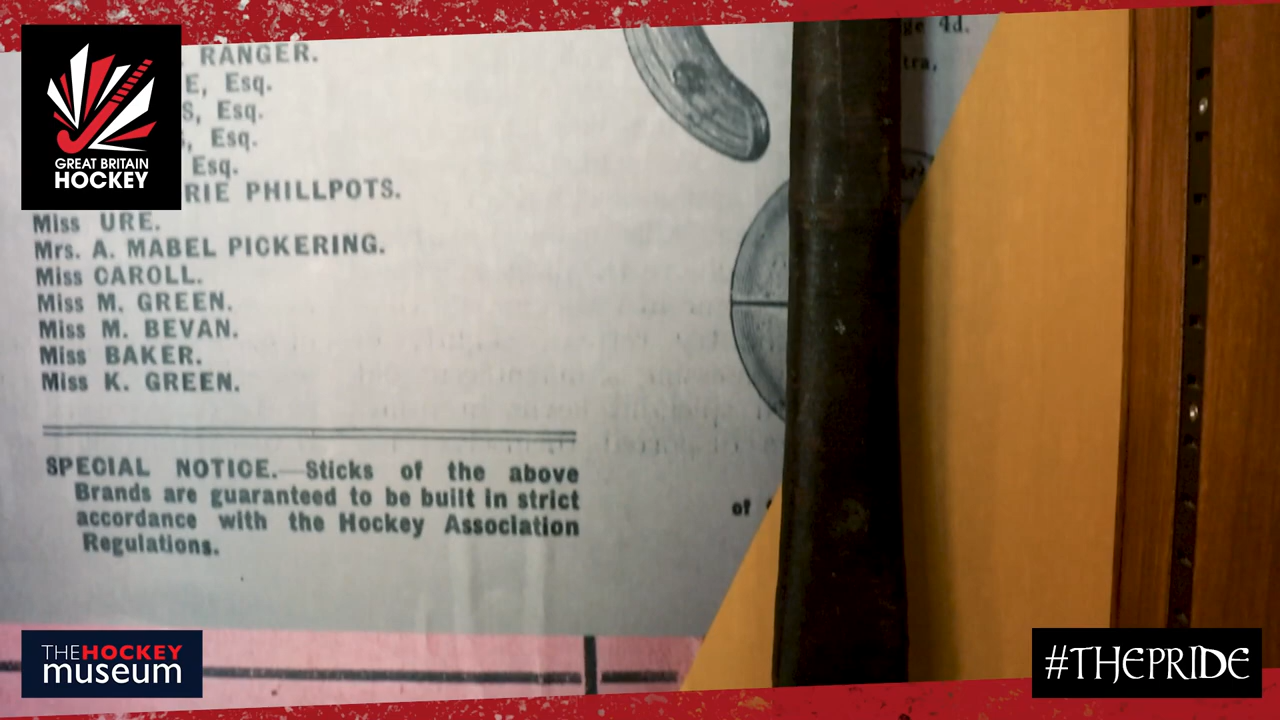 RANGER.
E, Esq.
S, Esq.
, Esq.
Esq.
RIE PHILLPOTS.
Miss URE.
Mrs. A. MABEL PICKERING.
Miss CAROLL.
Miss M. GREEN.
Miss M. BEVAN.
Miss BAKER.
Miss K. GREEN.
SPECIAL NOTICE.—Sticks of the above
Brands are guaranteed to be built in strict
accordance with the Hockey Association
Regulations.
4d.
of
GREAT BRITAIN
HOCKEY
THE HOCKEY
museum
#THEPRIDE